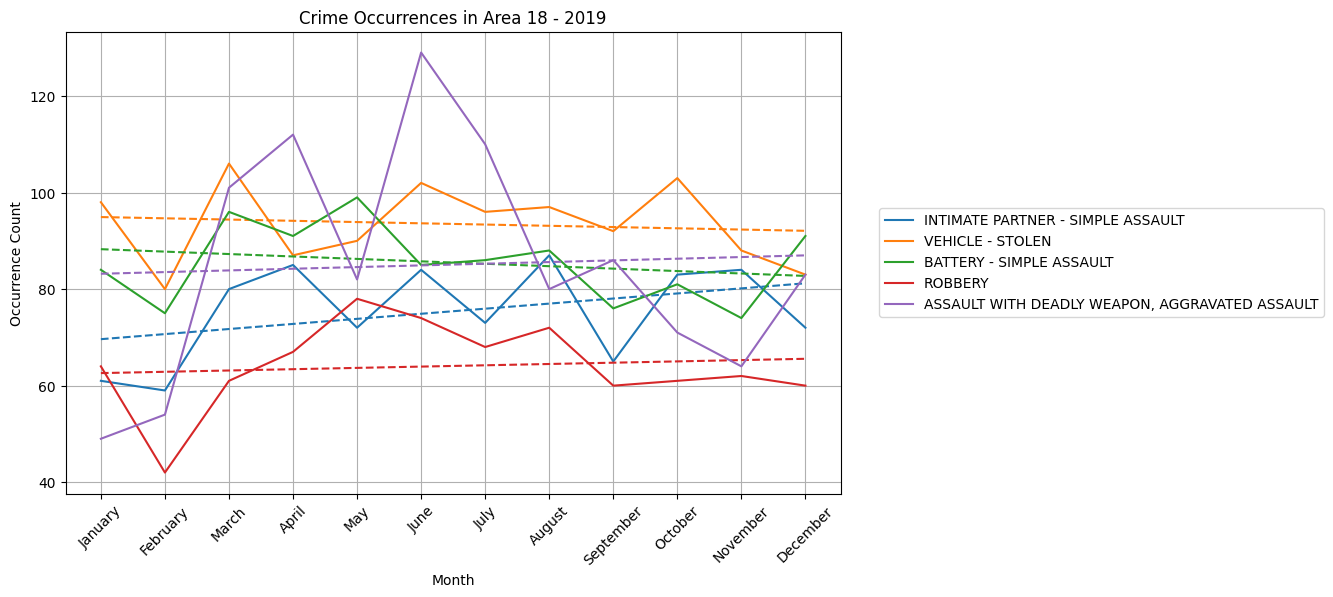 Crime Occurrences in Area 18 - 2019
Occurrence Count
120
100
80
60
40
January
February
March
April
May
June
July
August
September
October
November
December
Month
INTIMATE PARTNER - SIMPLE ASSAULT
VEHICLE - STOLEN
BATTERY - SIMPLE ASSAULT
ROBBERY
ASSAULT WITH DEADLY WEAPON, AGGRAVATED ASSAULT